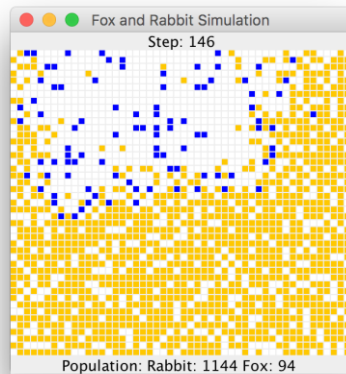 Fox and Rabbit Simulation
Step: 146
Population: Rabbit: 1144 Fox: 94